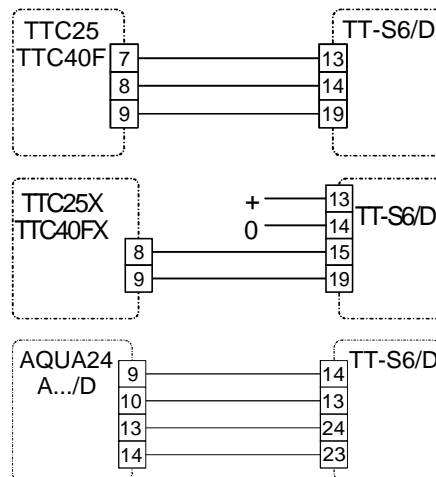 TTC25 TT-S6/D
TTC40F 7 13
8 14
9 19
TTC25X + 13
TTC40FX 0 14 TT-S6/D
8 15
9 19
AQUA24 9 14 TT-S6/D
A.../D 10 13
13 24
14 23